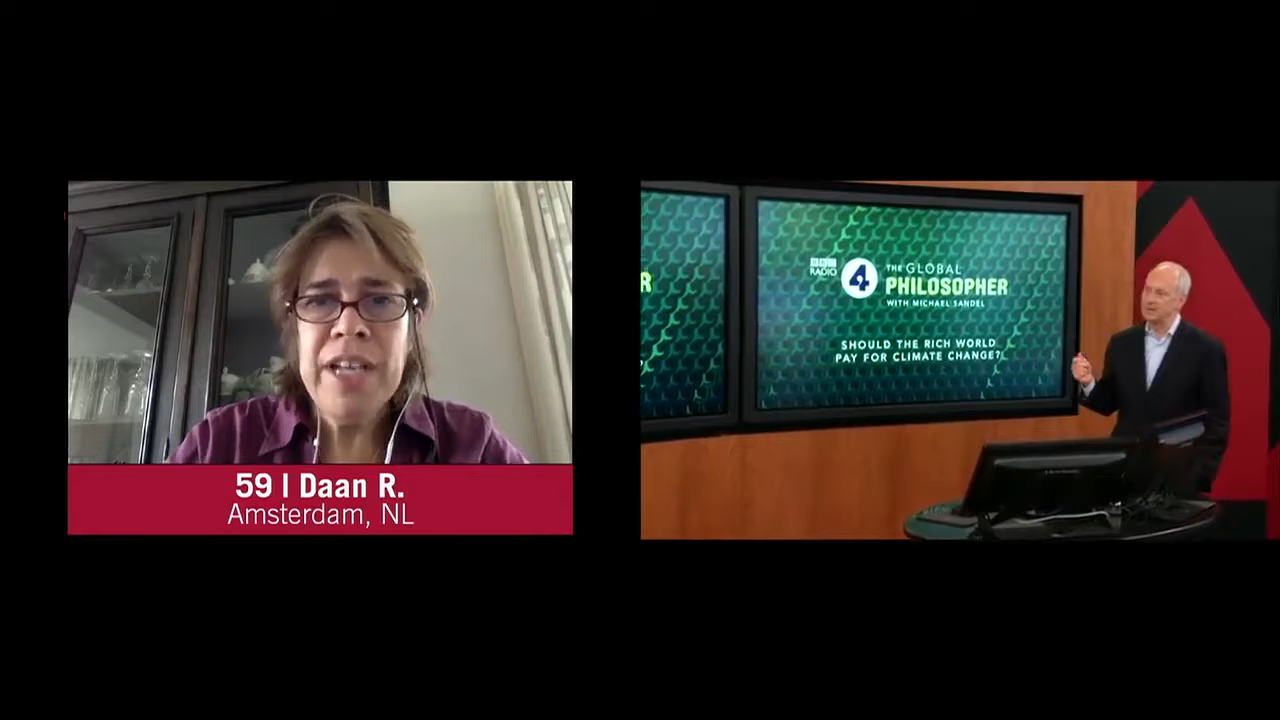 59 | Daan R.
Amsterdam, NL
R
BBC
RADIO
4
THE GLOBAL
PHILOSOPHER
WITH MICHAEL SANDEL
SHOULD THE RICH WORLD
PAY FOR CLIMATE CHANGE?